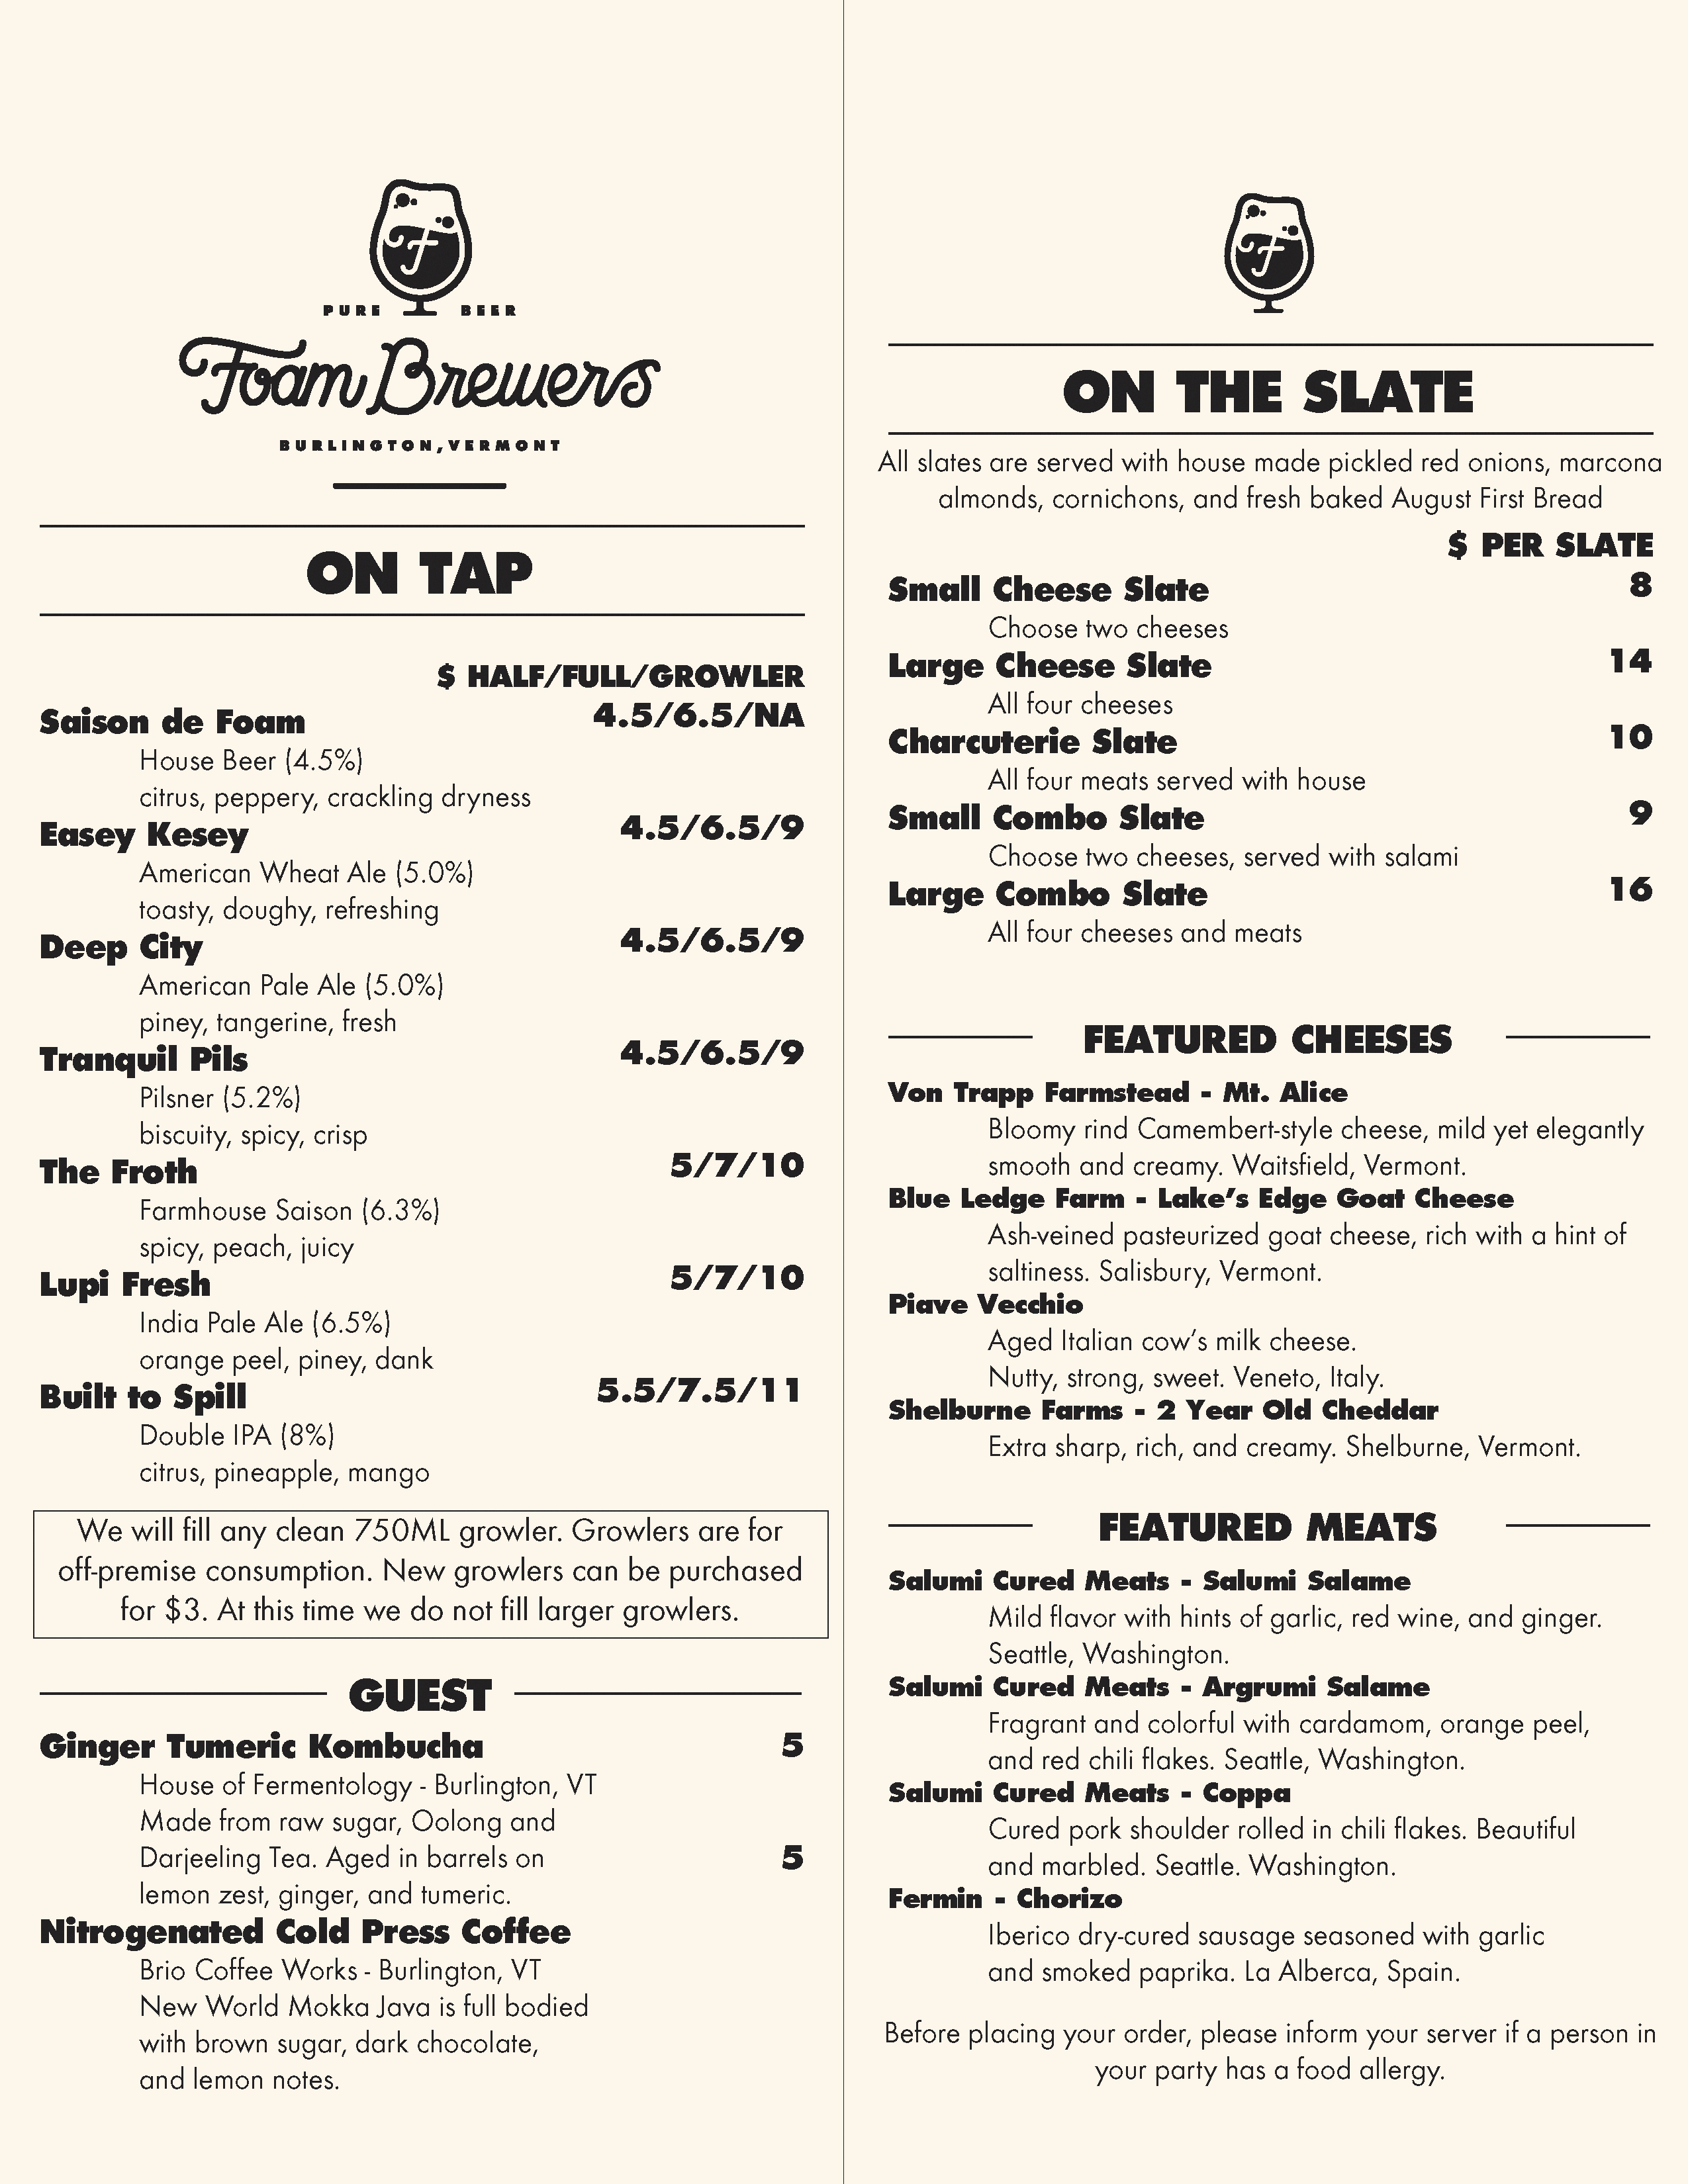 PURE BEER
Foam Brewers
BURLINGTON, VERMONT
ON TAP
$ HALF/FULL/GROWLER
Saison de Foam 4.5/6.5/NA
House Beer (4.5%)
citrus, peppery, crackling dryness
Easey Kesey 4.5/6.5/9
American Wheat Ale (5.0%)
toasty, doughy, refreshing
Deep City 4.5/6.5/9
American Pale Ale (5.0%)
piney, tangerine, fresh
Tranquil Pils 4.5/6.5/9
Pilsner (5.2%)
biscuity, spicy, crisp
The Froth 5/7/10
Farmhouse Saison (6.3%)
spicy, peach, juicy
Lupi Fresh 5/7/10
India Pale Ale (6.5%)
orange peel, piney, dank
Built to Spill 5.5/7.5/11
Double IPA (8%)
citrus, pineapple, mango
We will fill any clean 750ML growler. Growlers are for
off-premise consumption. New growlers can be purchased
for $3. At this time we do not fill larger growlers.
GUEST
Ginger Tumeric Kombucha 5
House of Fermentology - Burlington, VT
Made from raw sugar, Oolong and
Darjeeling Tea. Aged in barrels on 5
lemon zest, ginger, and tumeric.
Nitrogenated Cold Press Coffee
Brio Coffee Works - Burlington, VT
New World Mokka Java is full bodied
with brown sugar, dark chocolate,
and lemon notes.
F
ON THE SLATE
All slates are served with house made pickled red onions, marcona
almonds, cornichons, and fresh baked August First Bread
$ PER SLATE
Small Cheese Slate 8
Choose two cheeses
Large Cheese Slate 14
All four cheeses
Charcuterie Slate 10
All four meats served with house
Small Combo Slate 9
Choose two cheeses, served with salami
Large Combo Slate 16
All four cheeses and meats
FEATURED CHEESES
Von Trapp Farmstead - Mt. Alice
Bloomy rind Camembert-style cheese, mild yet elegantly
smooth and creamy. Waitsfield, Vermont.
Blue Ledge Farm - Lake's Edge Goat Cheese
Ash-veined pasteurized goat cheese, rich with a hint of
saltiness. Salisbury, Vermont.
Piave Vecchio
Aged Italian cow's milk cheese.
Nutty, strong, sweet. Veneto, Italy.
Shelburne Farms - 2 Year Old Cheddar
Extra sharp, rich, and creamy. Shelburne, Vermont.
FEATURED MEATS
Salumi Cured Meats - Salumi Salame
Mild flavor with hints of garlic, red wine, and ginger.
Seattle, Washington.
Salumi Cured Meats - Argrumi Salame
Fragrant and colorful with cardamom, orange peel,
and red chili flakes. Seattle, Washington.
Salumi Cured Meats - Coppa
Cured pork shoulder rolled in chili flakes. Beautiful
and marbled. Seattle. Washington.
Fermin - Chorizo
Iberico dry-cured sausage seasoned with garlic
and smoked paprika. La Alberca, Spain.
Before placing your order, please inform your server if a person in
your party has a food allergy.